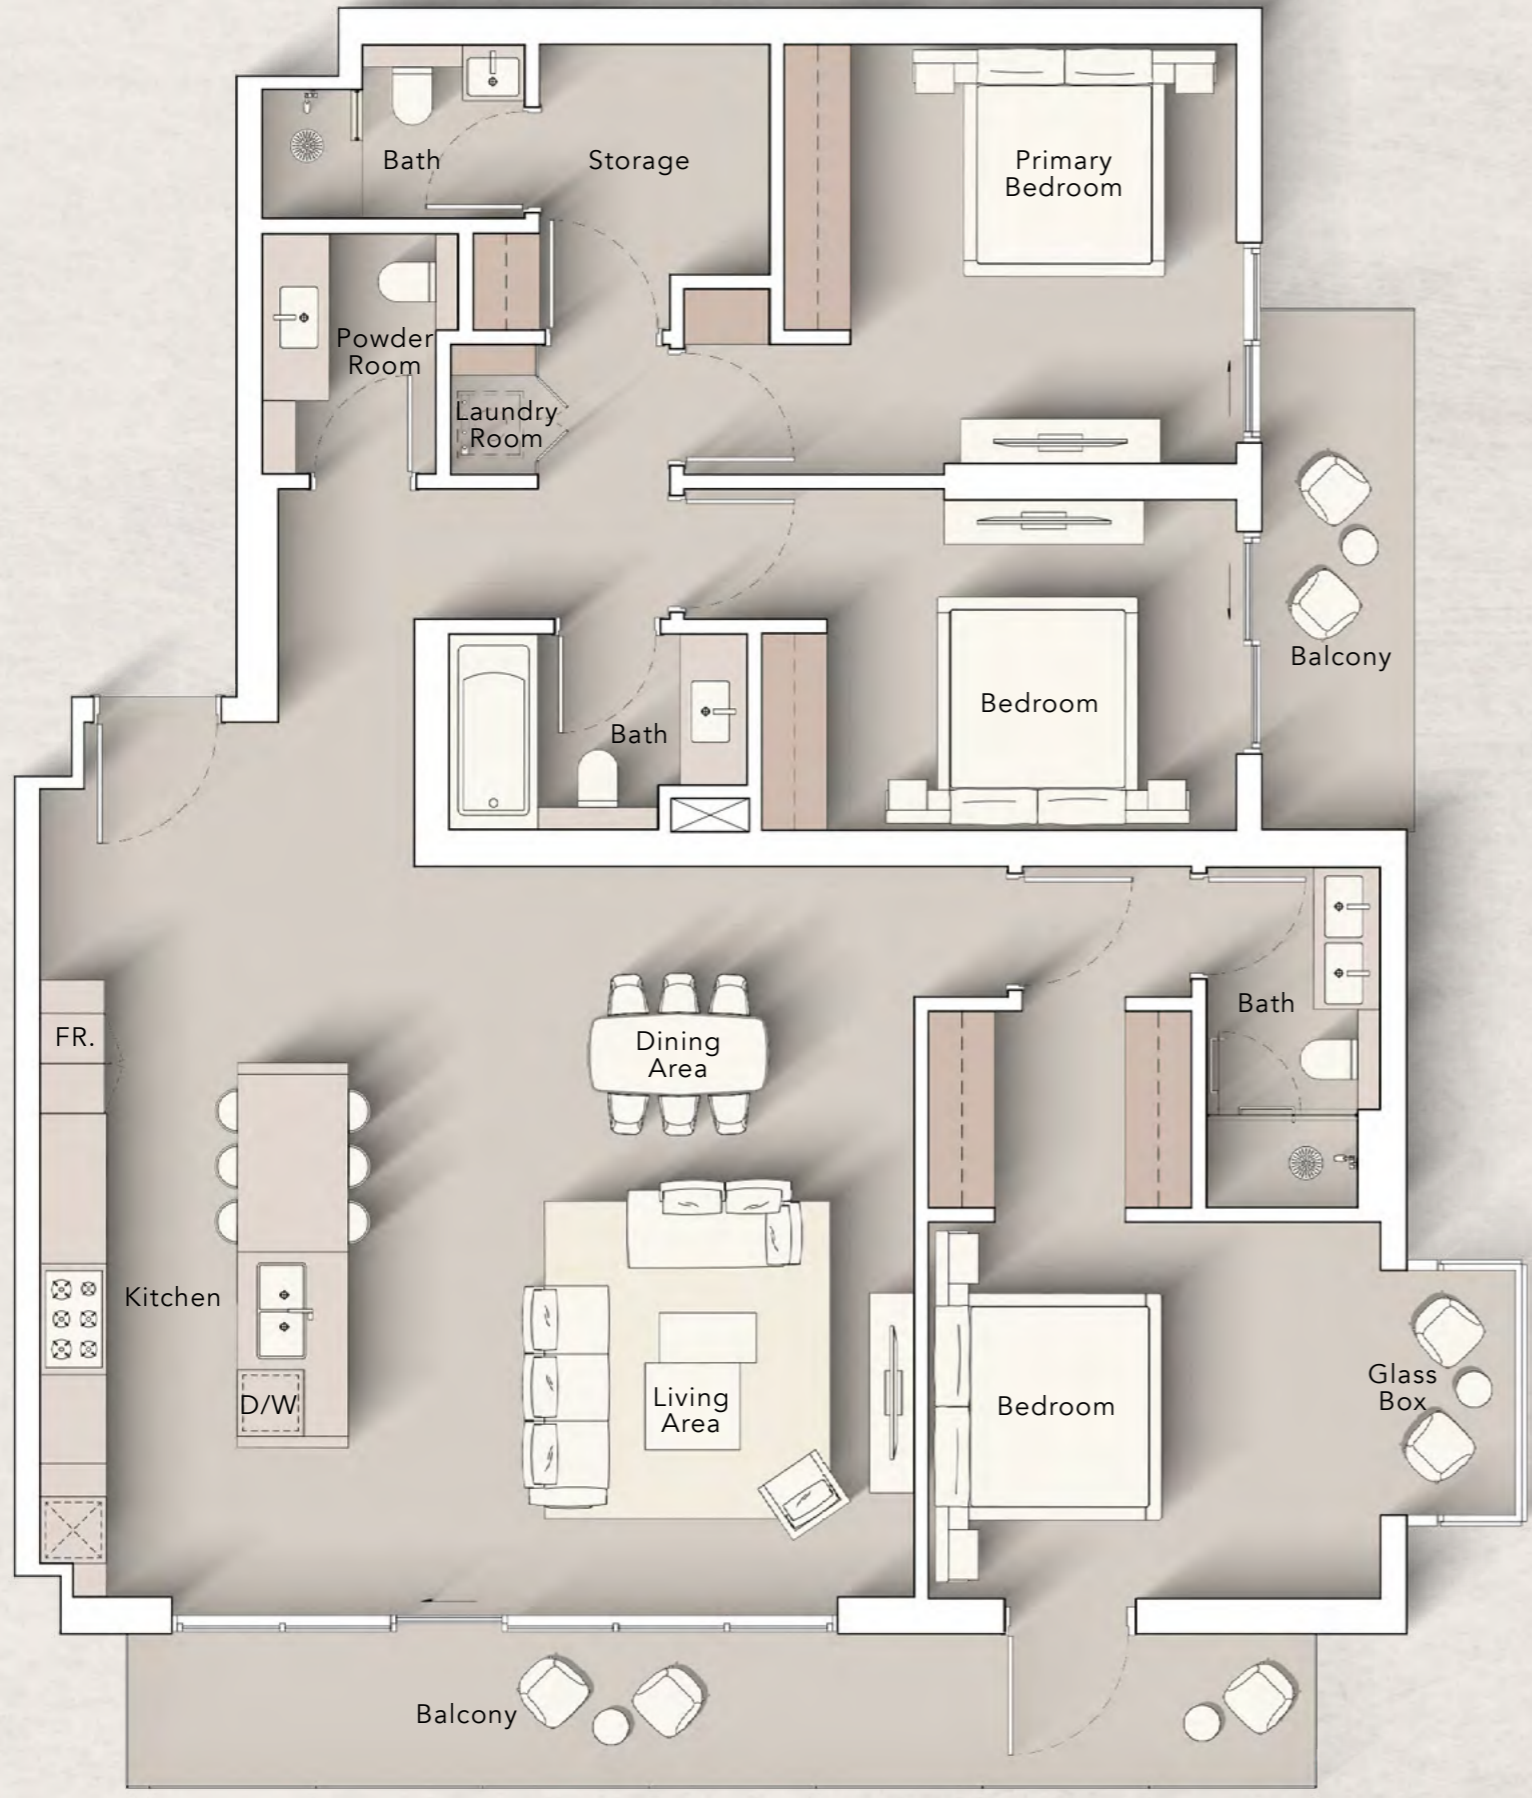 Bath
Storage
Primary
Bedroom
Powder
Room
Laundry
Room
Balcony
Bedroom
Bath
Bath
FR.
Dining
Area
Kitchen
D/W
Living
Area
Bedroom
Glass
Box
Balcony